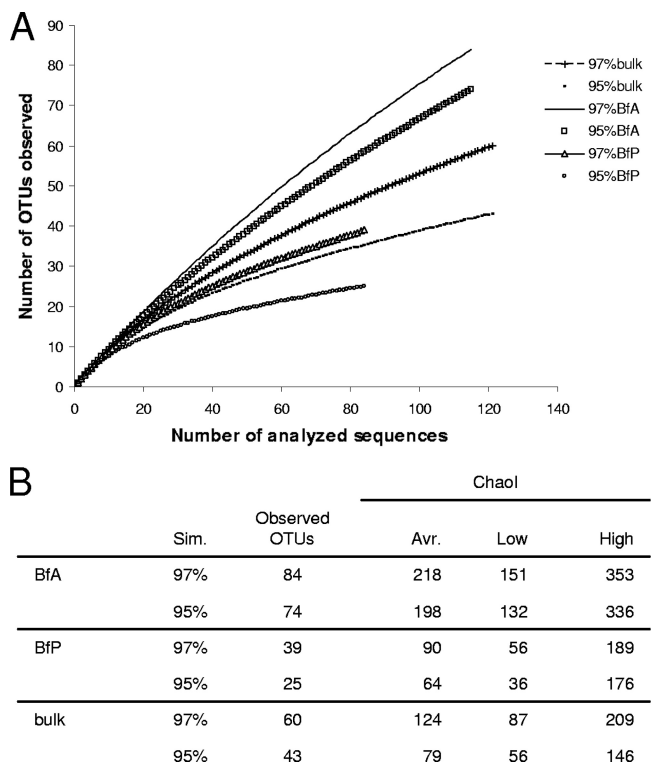 A
Number of OTUs observed
90
80
70
60
50
40
30
20
10
0
0 20 40 60 80 100 120 140
Number of analyzed sequences
97%bulk
95%bulk
97%BfA
95%BfA
97%BfP
95%BfP
B
ChaoI
Sim. Observed OTUs Avr. Low High
BfA 97% 84 218 151 353
95% 74 198 132 336
BfP 97% 39 90 56 189
95% 25 64 36 176
bulk 97% 60 124 87 209
95% 43 79 56 146